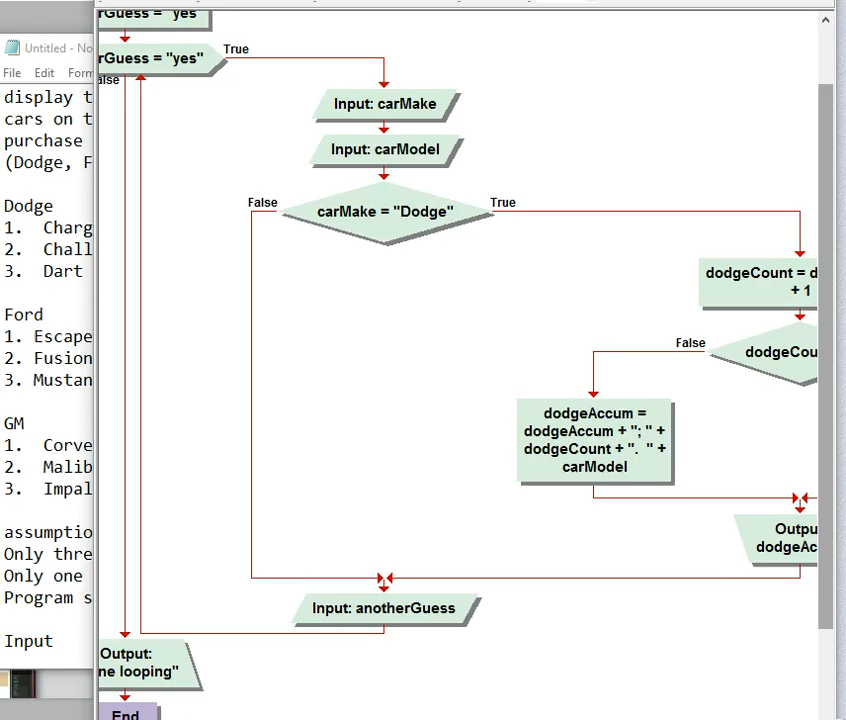 Untitled - No
File Edit Form
display t
cars on t
purchase
(Dodge, F
Dodge
1. Charg
2. Chall
3. Dart
Ford
1. Escape
2. Fusion
3. Mustan
GM
1. Corve
2. Malib
3. Impal
assumptio
Only thre
Only one
Program s
Input
rGuess = "yes"
rGuess = "yes"
True
alse
Input: carMake
Input: carModel
False
carMake = "Dodge"
True
dodgeCount = d
+ 1
False
dodgeCou
dodgeAccum =
dodgeAccum + "; " +
dodgeCount + ".  " +
carModel
Outpu
dodgeAc
Input: anotherGuess
Output:
ne looping"
End